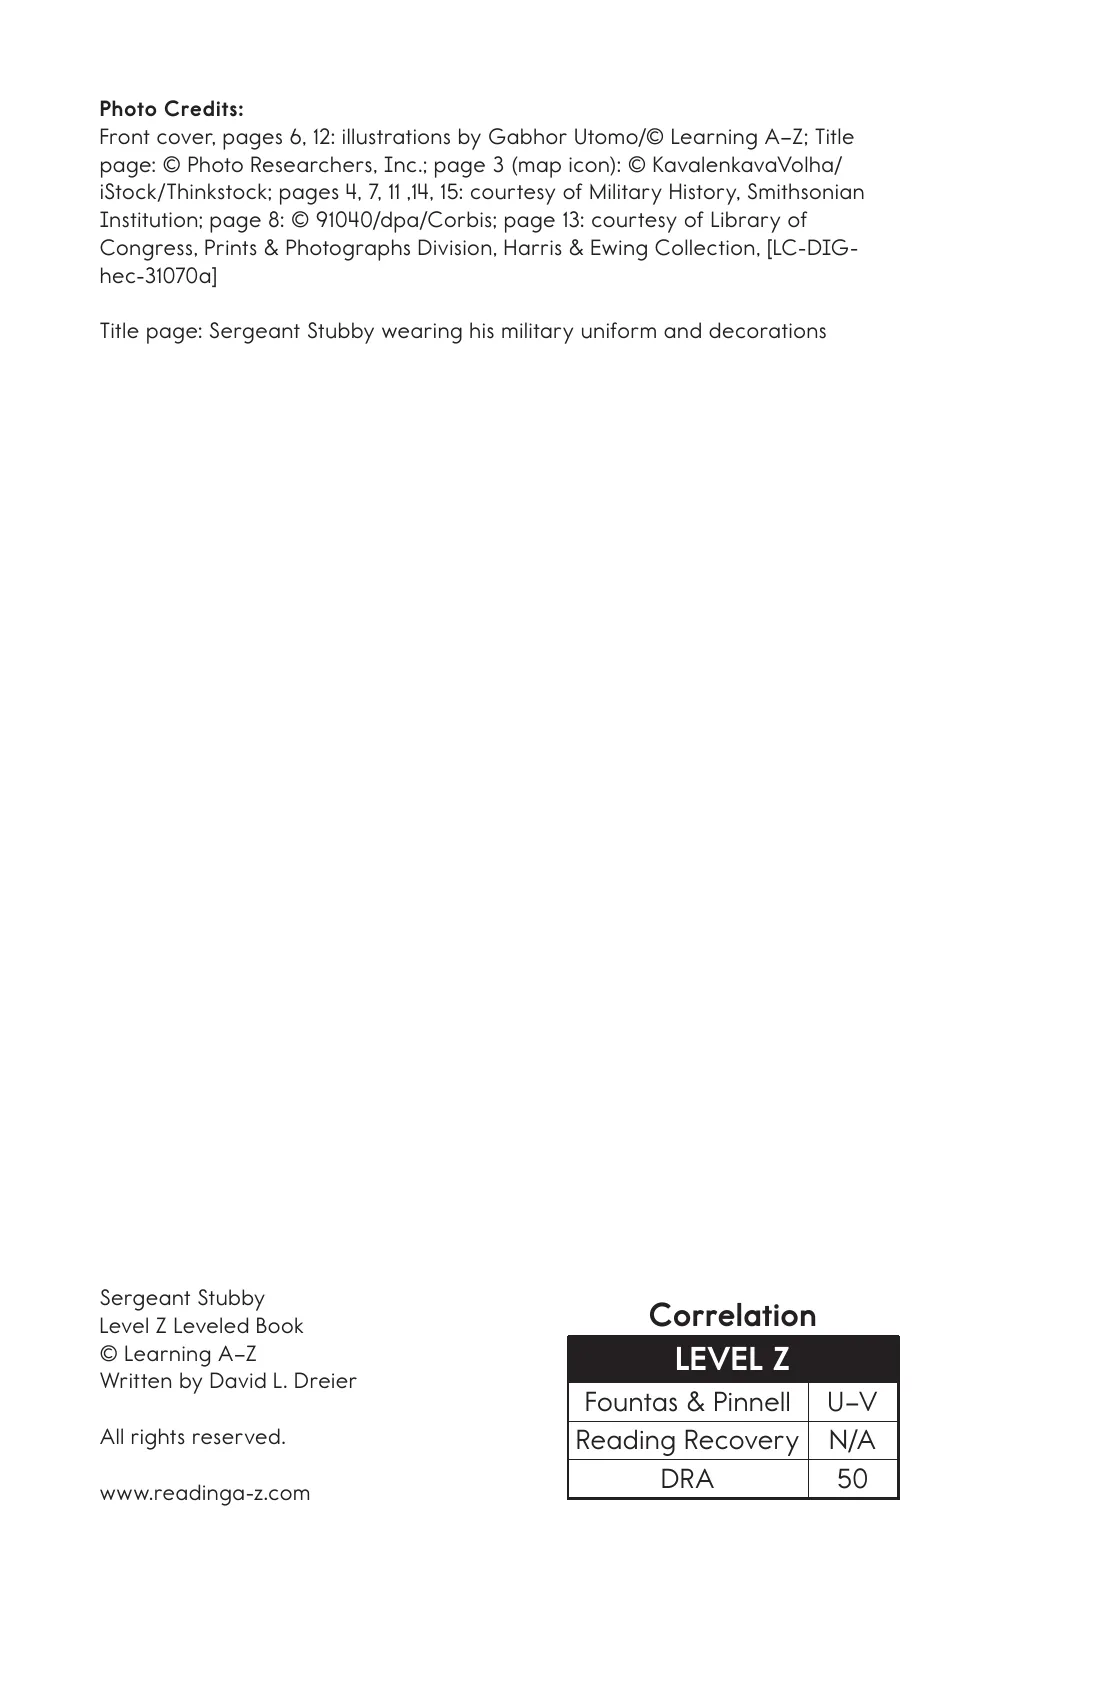 Photo Credits:
Front cover, pages 6, 12: illustrations by Gabhor Utomo/© Learning A–Z; Title
page: © Photo Researchers, Inc.; page 3 (map icon): © KavalenkavaVolha/
iStock/Thinkstock; pages 4, 7, 11 ,14, 15: courtesy of Military History, Smithsonian
Institution; page 8: © 91040/dpa/Corbis; page 13: courtesy of Library of
Congress, Prints & Photographs Division, Harris & Ewing Collection, [LC-DIG-
hec-31070a]
Title page: Sergeant Stubby wearing his military uniform and decorations
Sergeant Stubby
Level Z Leveled Book
© Learning A–Z
Written by David L. Dreier
All rights reserved.
www.readinga-z.com
Correlation
LEVEL Z
Fountas & Pinnell U–V
Reading Recovery N/A
DRA 50